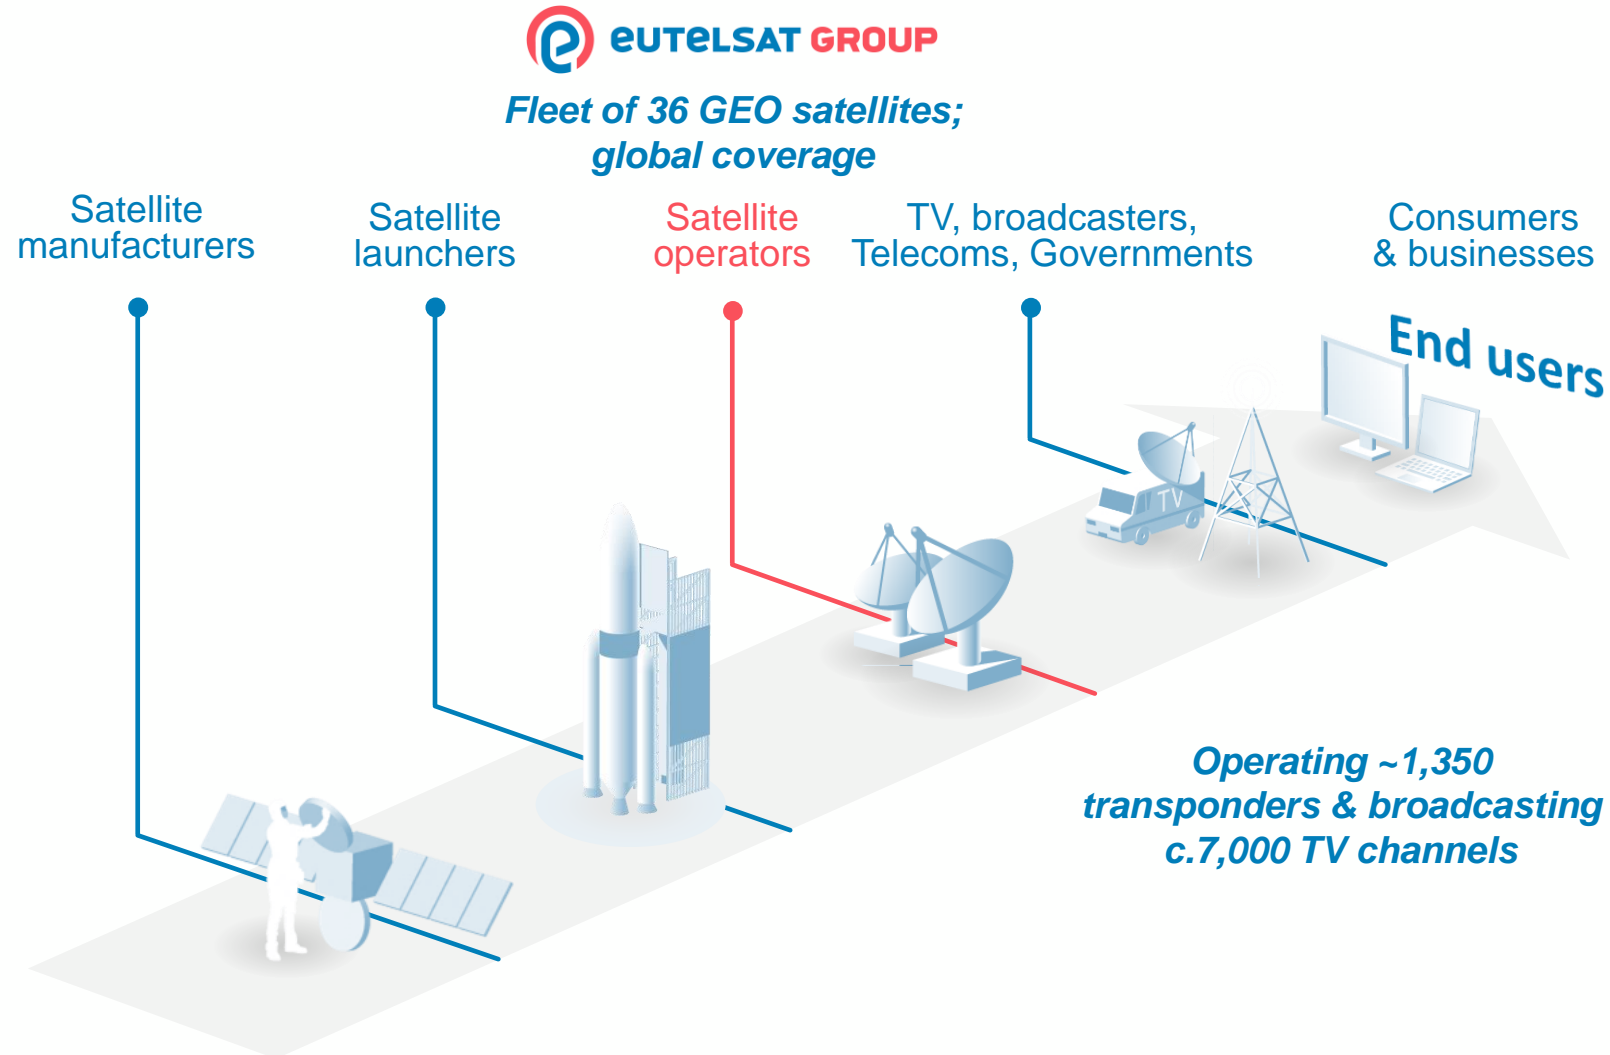 eUTeLSAT GROUP
Fleet of 36 GEO satellites;
global coverage
Satellite
manufacturers
Satellite
launchers
Satellite
operators
TV, broadcasters,
Telecoms, Governments
Consumers
& businesses
End users
TV
Operating ~1,350
transponders & broadcasting
c.7,000 TV channels